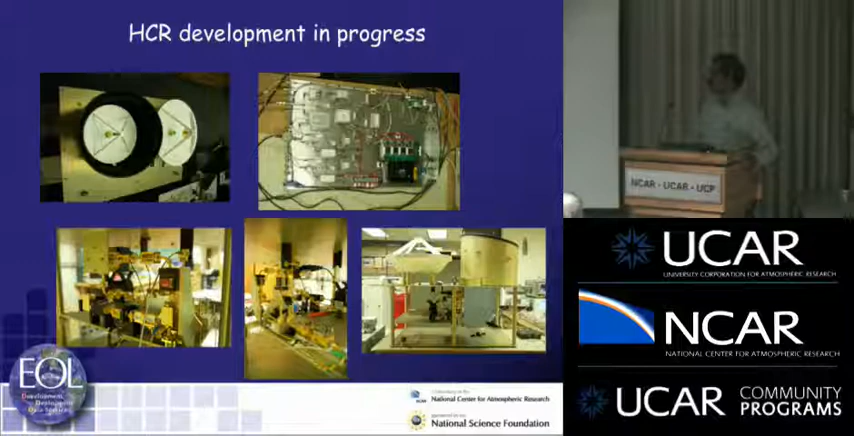 HCR development in progress
NCAR - UCAR - UCP
UCAR
UNIVERSITY CORPORATION FOR ATMOSPHERIC RESEARCH
NCAR
NATIONAL CENTER FOR ATMOSPHERIC RESEARCH
UCAR COMMUNITY
PROGRAMS
EOL
National Center for Atmospheric Research
National Science Foundation